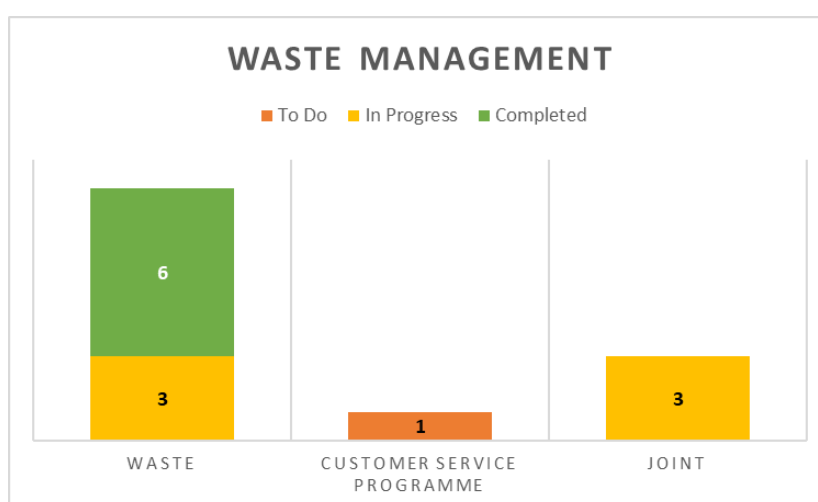 WASTE MANAGEMENT
To Do In Progress Completed
6
3
1
3
WASTE
CUSTOMER SERVICE
PROGRAMME
JOINT